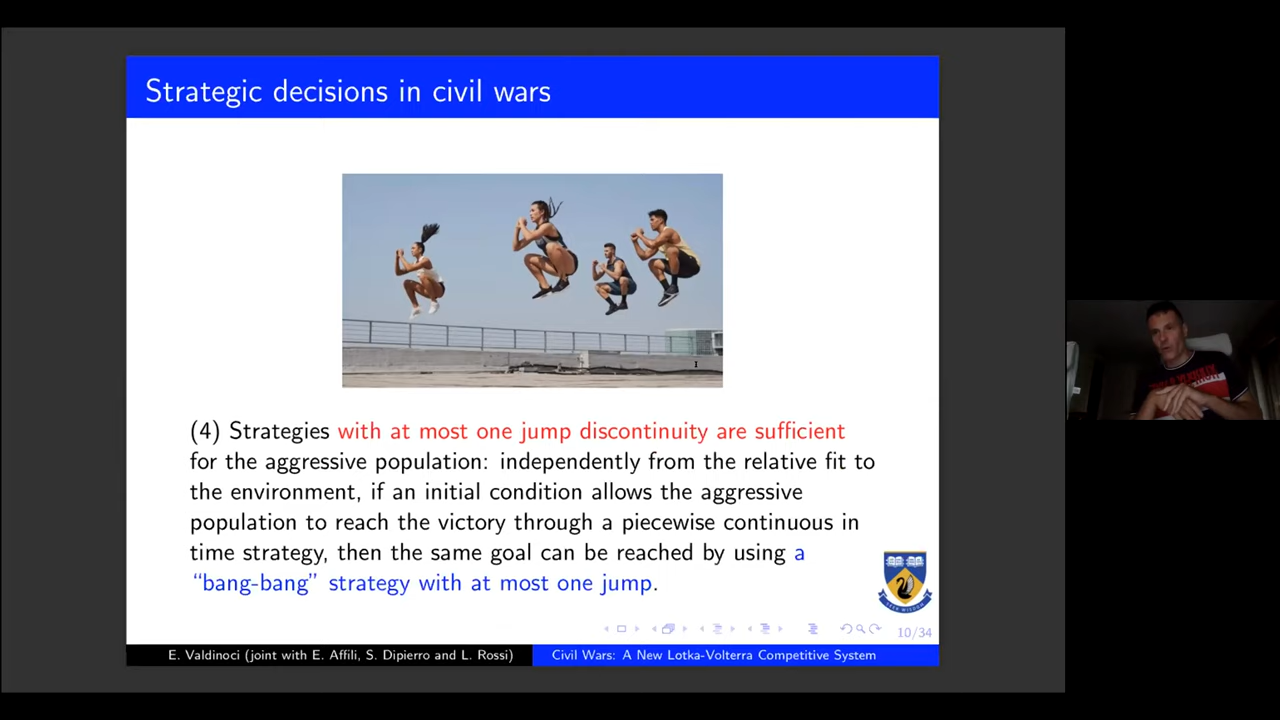 Strategic decisions in civil wars
(4) Strategies with at most one jump discontinuity are sufficient
for the aggressive population: independently from the relative fit to
the environment, if an initial condition allows the aggressive
population to reach the victory through a piecewise continuous in
time strategy, then the same goal can be reached by using a
“bang-bang” strategy with at most one jump.
10/34
E. Valdinoci (joint with E. Affili, S. Dipierro and L. Rossi)
Civil Wars: A New Lotka-Volterra Competitive System